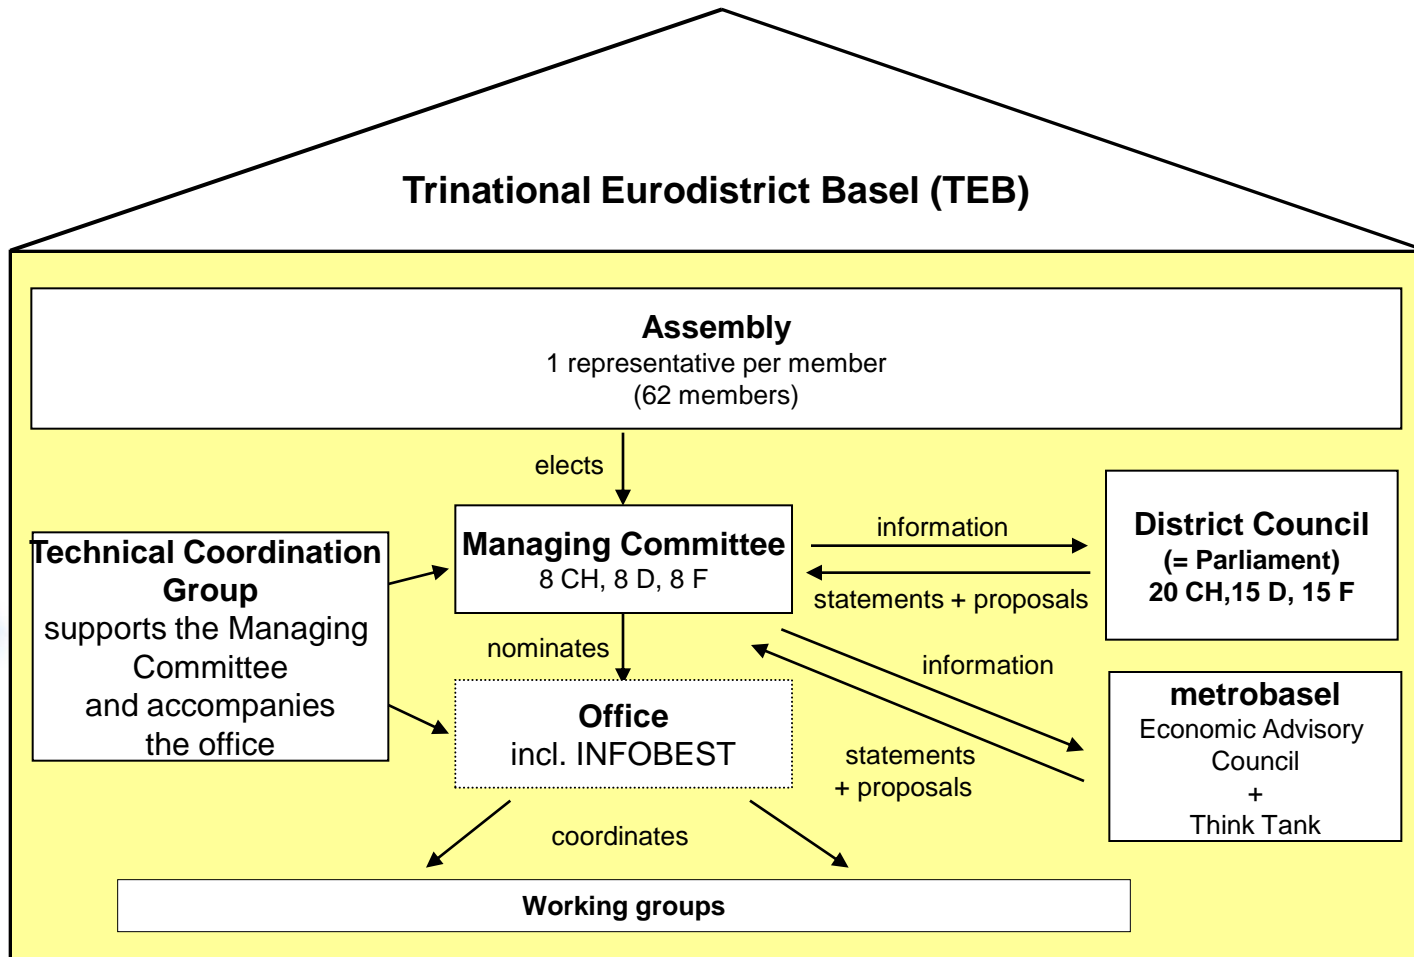 Trinational Eurodistrict Basel (TEB)
Assembly
1 representative per member
(62 members)
elects
Technical Coordination
Group
supports the Managing
Committee
and accompanies
the office
Managing Committee
8 CH, 8 D, 8 F
information
statements + proposals
District Council
(= Parliament)
20 CH,15 D, 15 F
nominates
information
Office
incl. INFOBEST
statements
+ proposals
metrobasel
Economic Advisory
Council
+
Think Tank
coordinates
Working groups